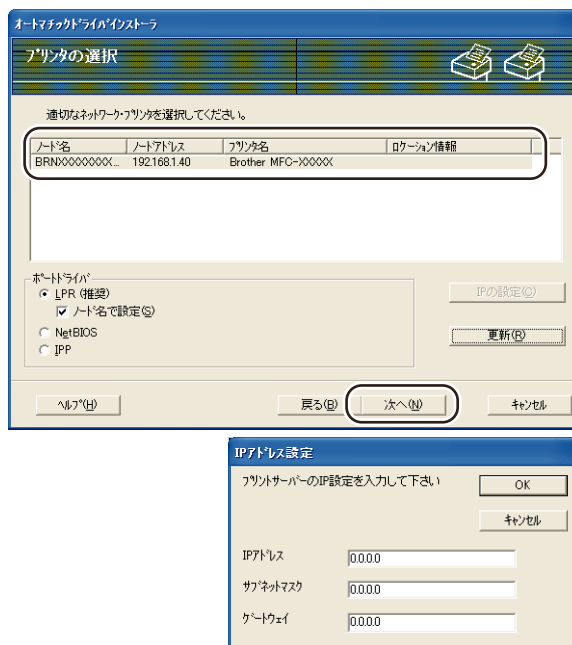 オートマチックドライバインストーラ
プリンタの選択
適切なネットワーク・プリンタを選択してください。
ノード名 ノードアドレス プリンタ名 ロケーション情報
BRNXXXXXXXX... 192.168.1.40 Brother MFC-XXXXX
ポートドライバ
LPR (推奨)
ノード名で設定(S)
NetBIOS
IPP
IPの設定(C)
更新(R)
ヘルプ(H) 戻る(B) 次へ(N) キャンセル
IPアドレス設定
プリントサーバーのIP設定を入力して下さい OK
キャンセル
IPアドレス 0.0.0.0
サブネットマスク 0.0.0.0
ゲートウェイ 0.0.0.0